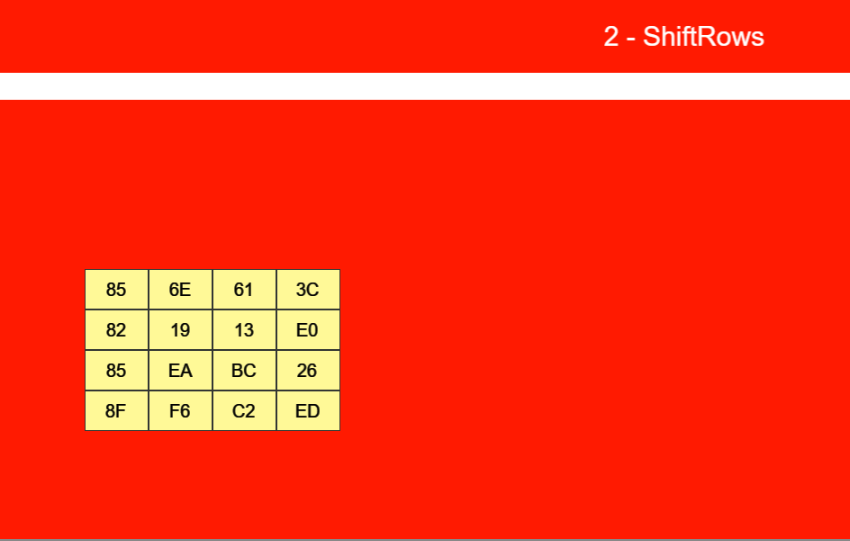 2 - ShiftRows
85 6E 61 3C
82 19 13 E0
85 EA BC 26
8F F6 C2 ED